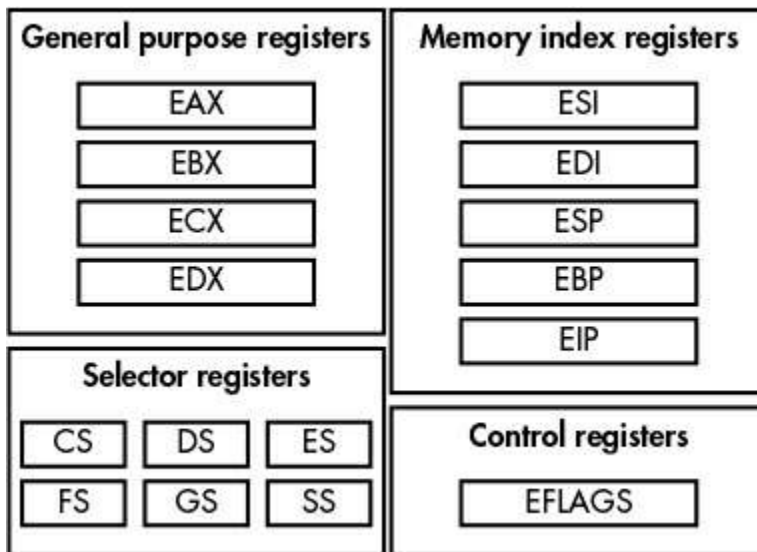 General purpose registers
EAX
EBX
ECX
EDX
Memory index registers
ESI
EDI
ESP
EBP
EIP
Selector registers
CS DS ES
FS GS SS
Control registers
EFLAGS